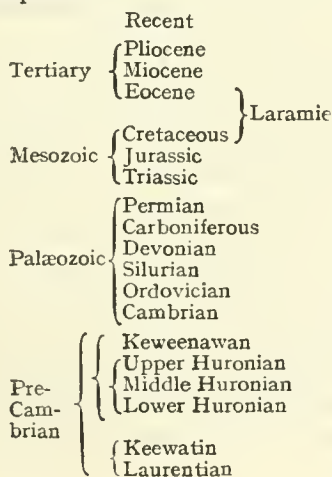 Recent
Pliocene
Tertiary Miocene
Eocene
Laramie
Cretaceous
Mesozoic Jurassic
Triassic
Permian
Carboniferous
Devonian
Palæozoic Silurian
Ordovician
Cambrian
Keweenawan
Upper Huronian
Pre- Middle Huronian
Cam- Lower Huronian
brian
Keewatin
Laurentian